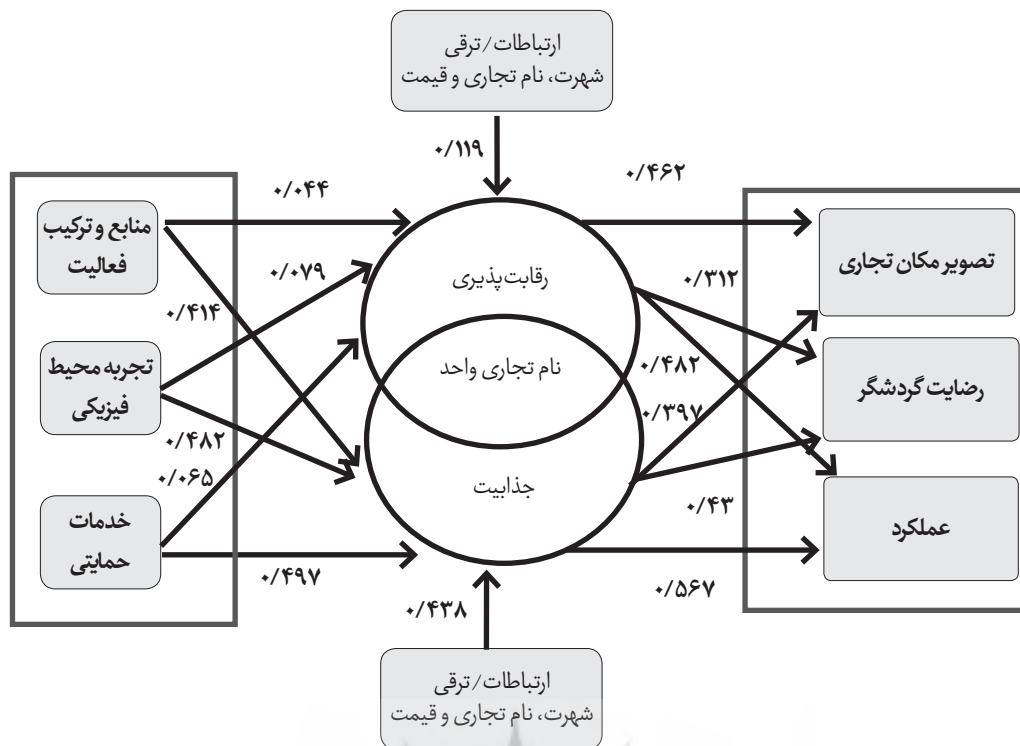 ارتباطات/ترقی
شهرت، نام تجاری و قیمت
۰/۱۱۹
۰/۴۶۲
۰/۰۴۴
منابع و ترکیب
فعالیت
تصویر مکان تجاری
رقابت‌پذیری
۰/۰۷۹
۰/۳۱۲
۰/۴۱۴
تجربه محیط
فیزیکی
نام تجاری واحد
۰/۴۸۲
رضایت گردشگر
۰/۳۹۷
۰/۴۸۲
۰/۰۶۵
جذابیت
۰/۴۳
خدمات
حمایتی
عملکرد
۰/۴۹۷
۰/۵۶۷
۰/۴۳۸
ارتباطات/ترقی
شهرت، نام تجاری و قیمت